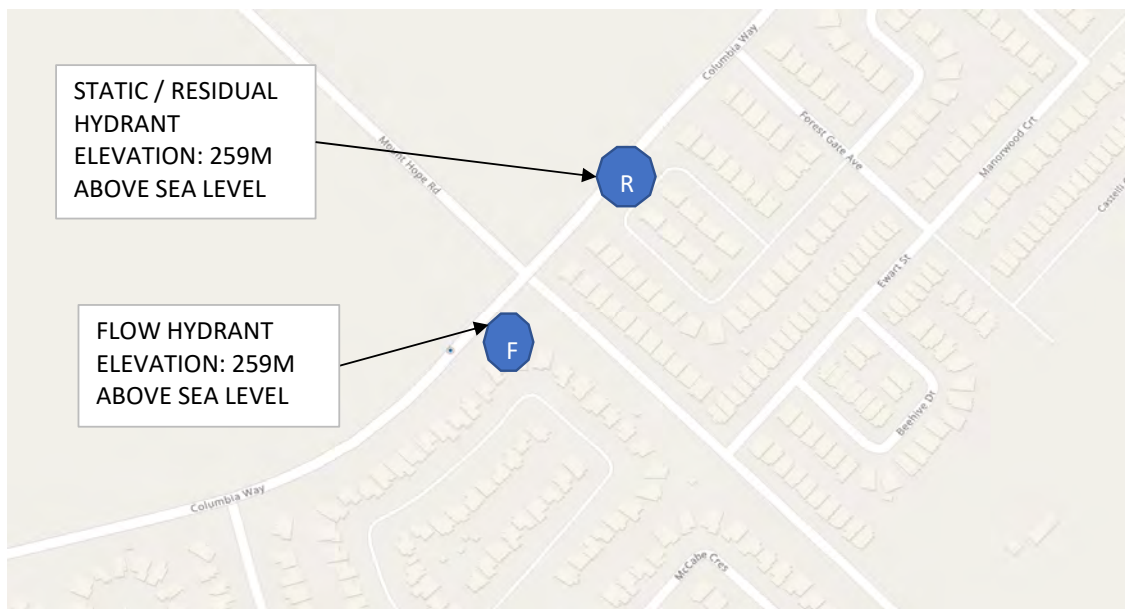 STATIC / RESIDUAL
HYDRANT
ELEVATION: 259M
ABOVE SEA LEVEL
R
FLOW HYDRANT
ELEVATION: 259M
ABOVE SEA LEVEL
F
Columbia Way
Mount Hope Rd
Forest Gate Ave
Manorwood Crt
Castelli
Ewart St
Beehive Dr
Columbia Way
McCabe Cres